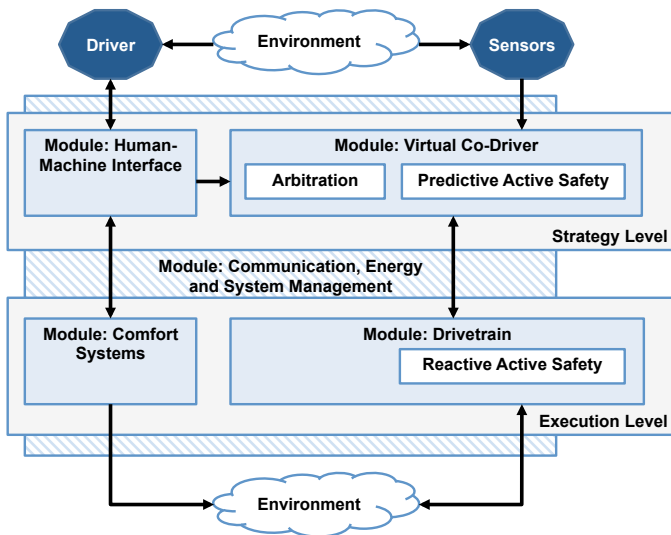 Driver
Environment
Sensors
Module: Human-
Machine Interface
Module: Virtual Co-Driver
Arbitration
Predictive Active Safety
Strategy Level
Module: Communication, Energy
and System Management
Module: Comfort
Systems
Module: Drivetrain
Reactive Active Safety
Execution Level
Environment